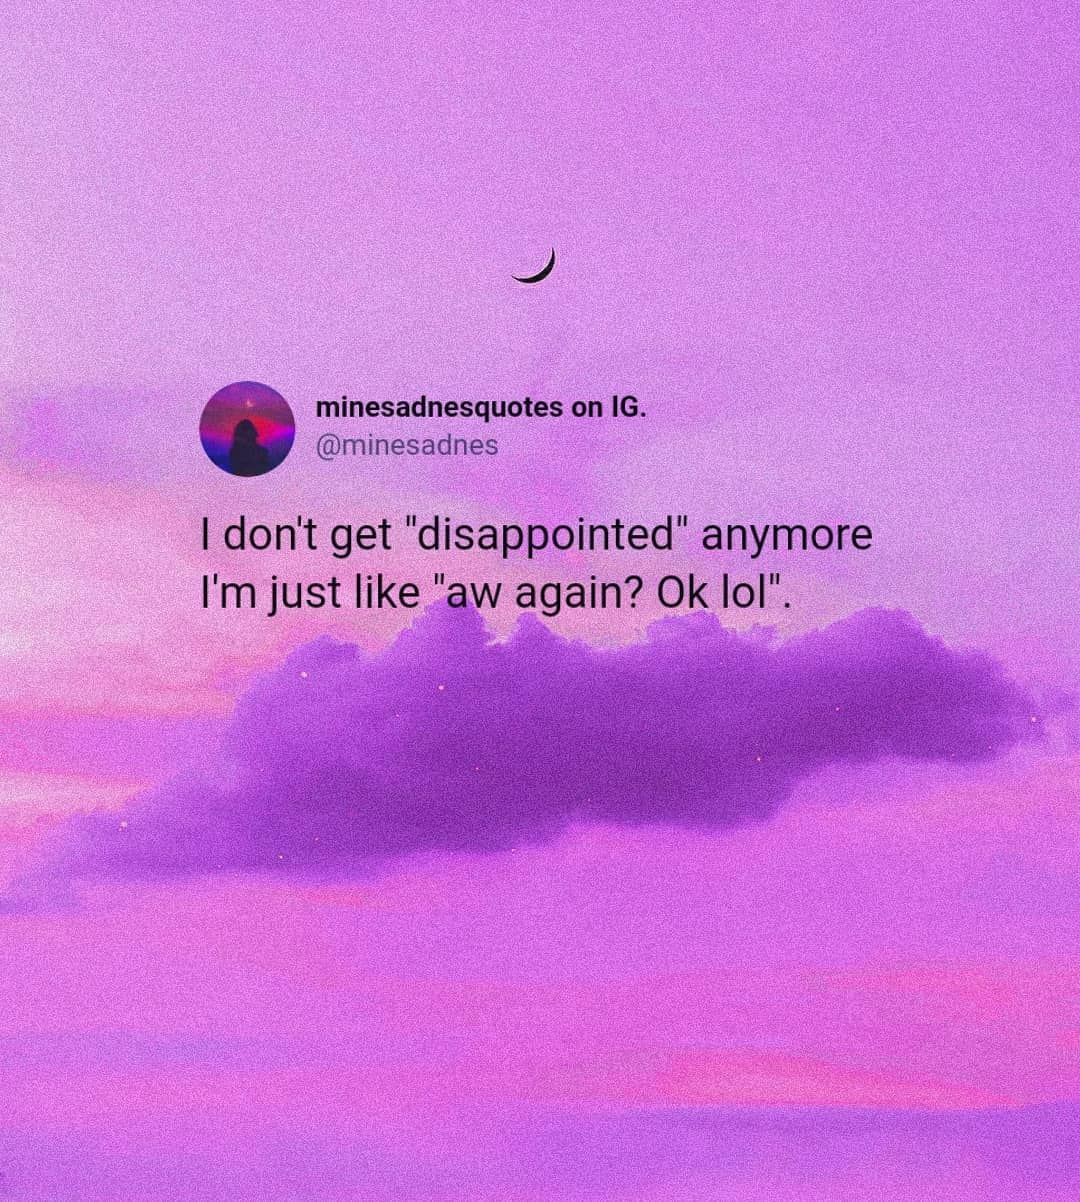 minesadnesquotes on IG.
@minesadnes
I don't get "disappointed" anymore
I'm just like "aw again? Ok lol".